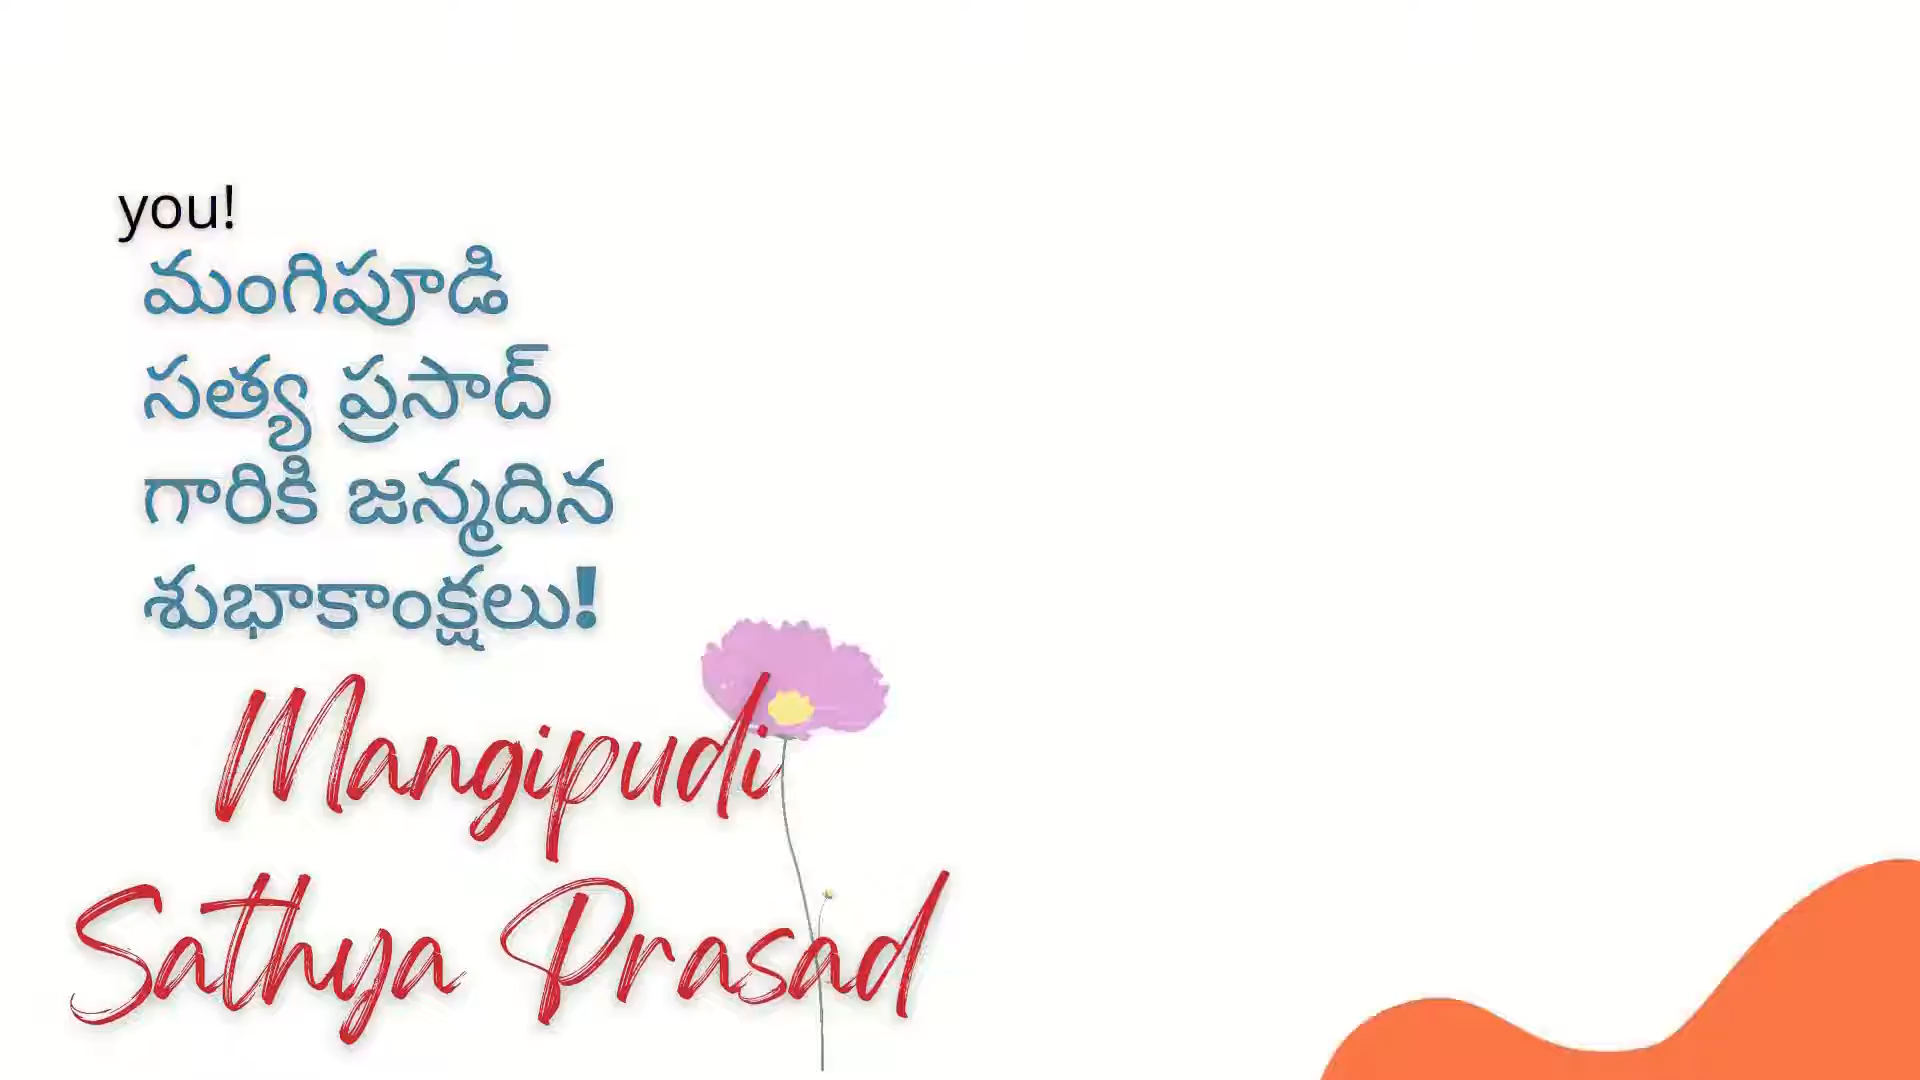 you!
మంగిపూడి
సత్య ప్రసాద్
గారికి జన్మదిన
శుభాకాంక్షలు!
Mangipudi
Sathya Prasad